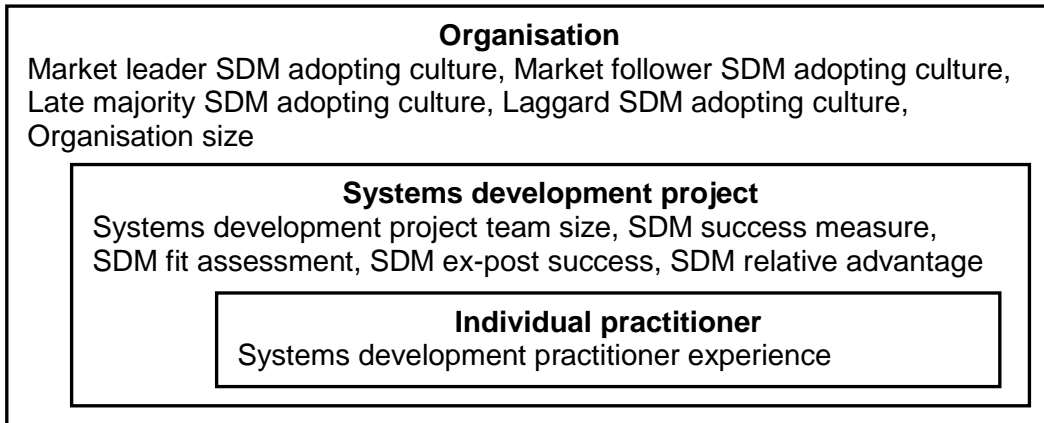 Organisation
Market leader SDM adopting culture, Market follower SDM adopting culture,
Late majority SDM adopting culture, Laggard SDM adopting culture,
Organisation size
Systems development project
Systems development project team size, SDM success measure,
SDM fit assessment, SDM ex-post success, SDM relative advantage
Individual practitioner
Systems development practitioner experience